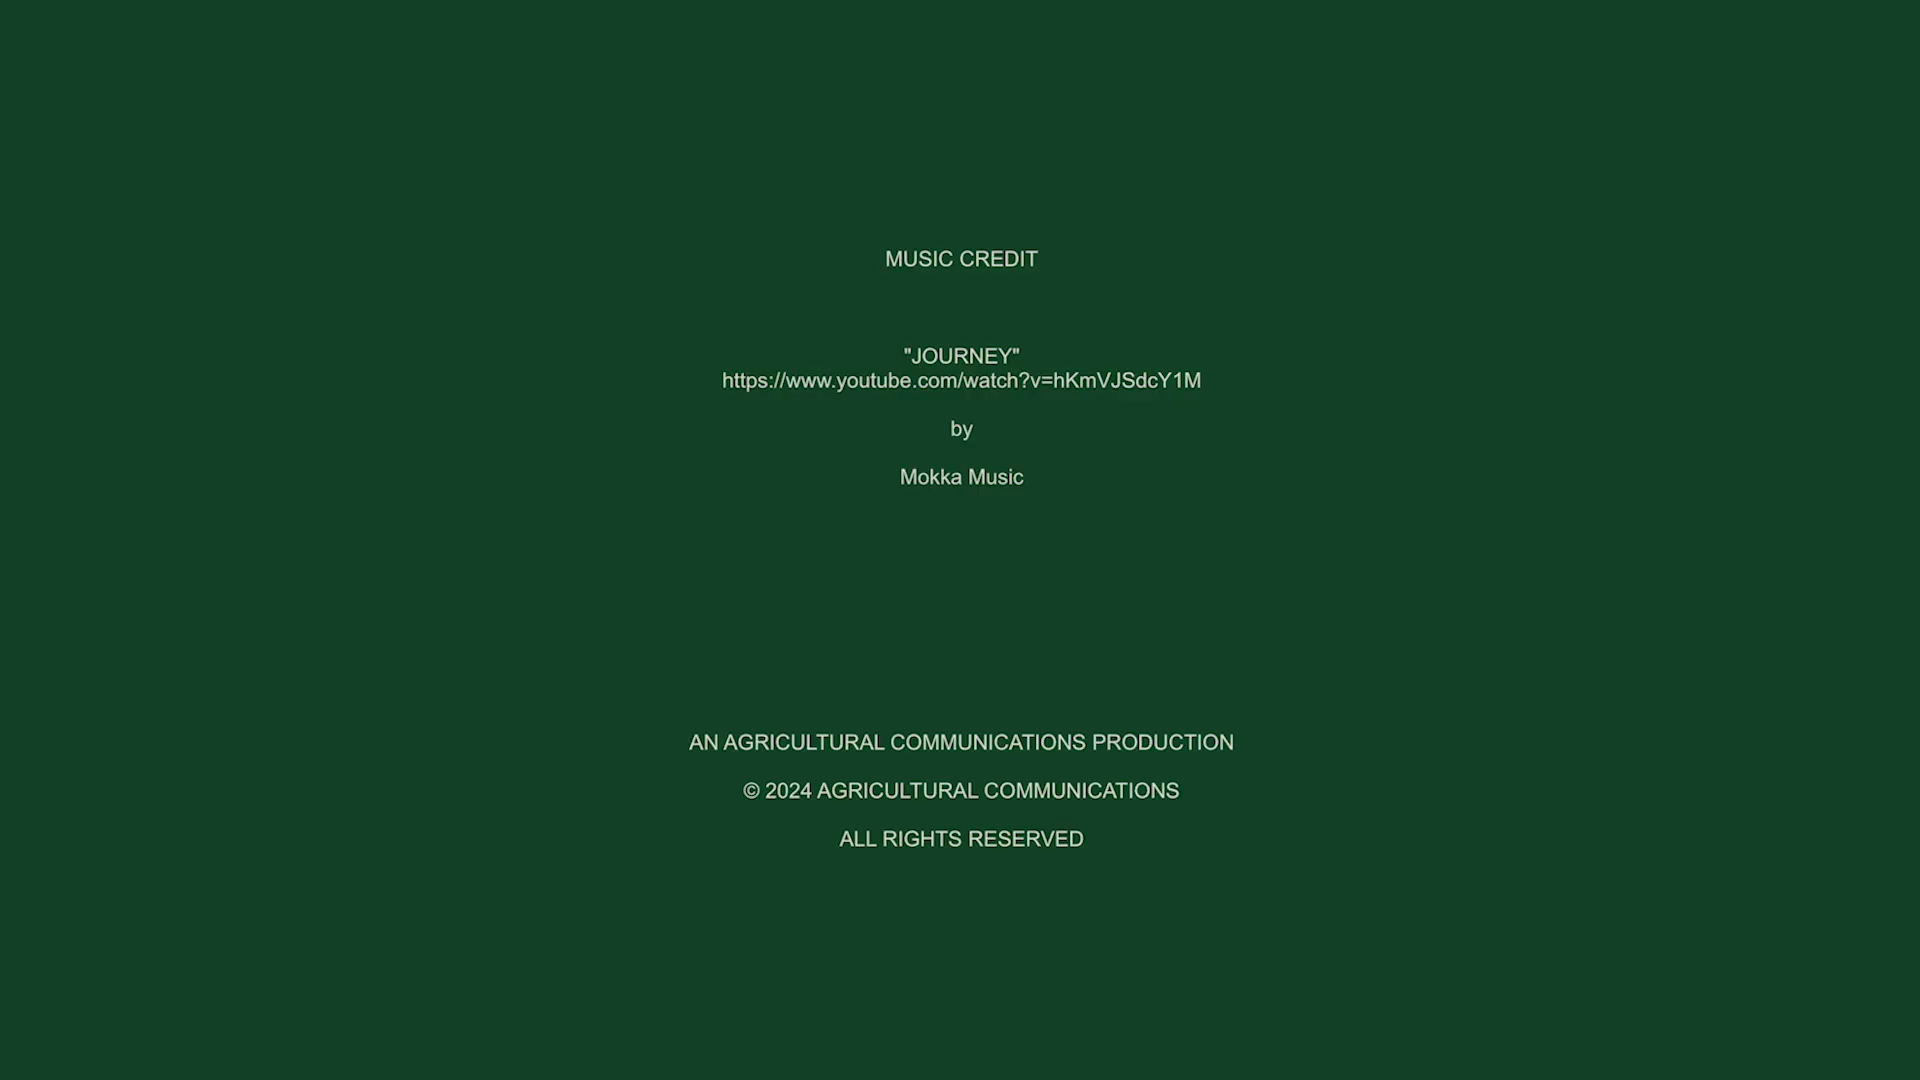 MUSIC CREDIT
"JOURNEY"
https://www.youtube.com/watch?v=hKmVJSdcY1M
by
Mokka Music
AN AGRICULTURAL COMMUNICATIONS PRODUCTION
© 2024 AGRICULTURAL COMMUNICATIONS
ALL RIGHTS RESERVED